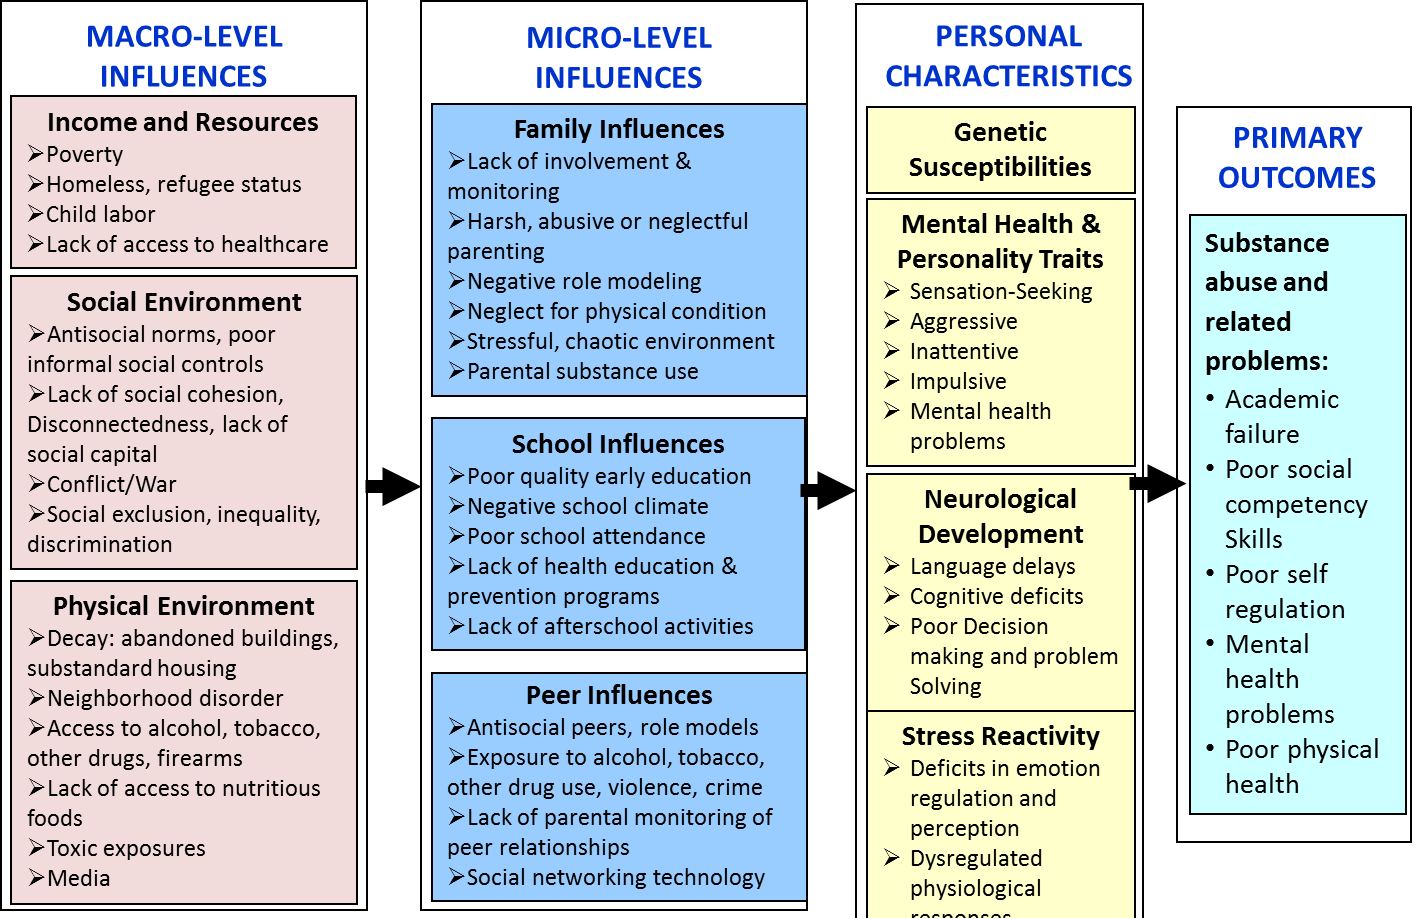 MACRO-LEVEL
INFLUENCES
Income and Resources
➢Poverty
➢Homeless, refugee status
➢Child labor
➢Lack of access to healthcare
Social Environment
➢Antisocial norms, poor
informal social controls
➢Lack of social cohesion,
Disconnectedness, lack of
social capital
➢Conflict/War
➢Social exclusion, inequality,
discrimination
Physical Environment
➢Decay: abandoned buildings,
substandard housing
➢Neighborhood disorder
➢Access to alcohol, tobacco,
other drugs, firearms
➢Lack of access to nutritious
foods
➢Toxic exposures
➢Media
MICRO-LEVEL
INFLUENCES
Family Influences
➢Lack of involvement &
monitoring
➢Harsh, abusive or neglectful
parenting
➢Negative role modeling
➢Neglect for physical condition
➢Stressful, chaotic environment
➢Parental substance use
School Influences
➢Poor quality early education
➢Negative school climate
➢Poor school attendance
➢Lack of health education &
prevention programs
➢Lack of afterschool activities
Peer Influences
➢Antisocial peers, role models
➢Exposure to alcohol, tobacco,
other drug use, violence, crime
➢Lack of parental monitoring of
peer relationships
➢Social networking technology
PERSONAL
CHARACTERISTICS
Genetic
Susceptibilities
Mental Health &
Personality Traits
➢ Sensation-Seeking
➢ Aggressive
➢ Inattentive
➢ Impulsive
➢ Mental health
problems
Neurological
Development
➢ Language delays
➢ Cognitive deficits
➢ Poor Decision
making and problem
Solving
Stress Reactivity
➢ Deficits in emotion
regulation and
perception
➢ Dysregulated
physiological
responses
PRIMARY
OUTCOMES
Substance
abuse and
related
problems:
• Academic
failure
• Poor social
competency
Skills
• Poor self
regulation
• Mental
health
problems
• Poor physical
health